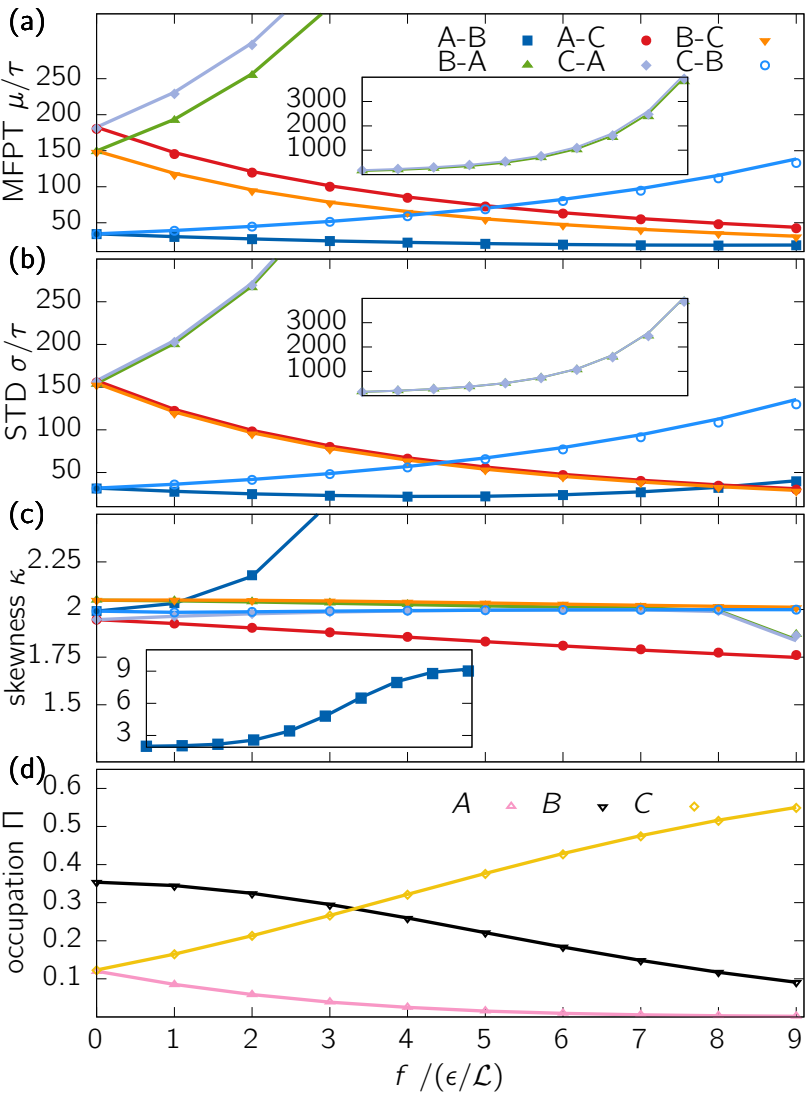 (a)
A-B A-C B-C
B-A C-A C-B
MFPT μ/τ
200
150
100
50
3000
2000
1000
(b)
STD σ/τ
200
150
100
50
3000
2000
1000
(c)
skewness κ
2.25
2
1.75
1.5
9
6
3
(d)
A B C
occupation Π
0.6
0.5
0.4
0.3
0.2
0.1
0 1 2 3 4 5 6 7 8 9
f /(ϵ/ℒ)